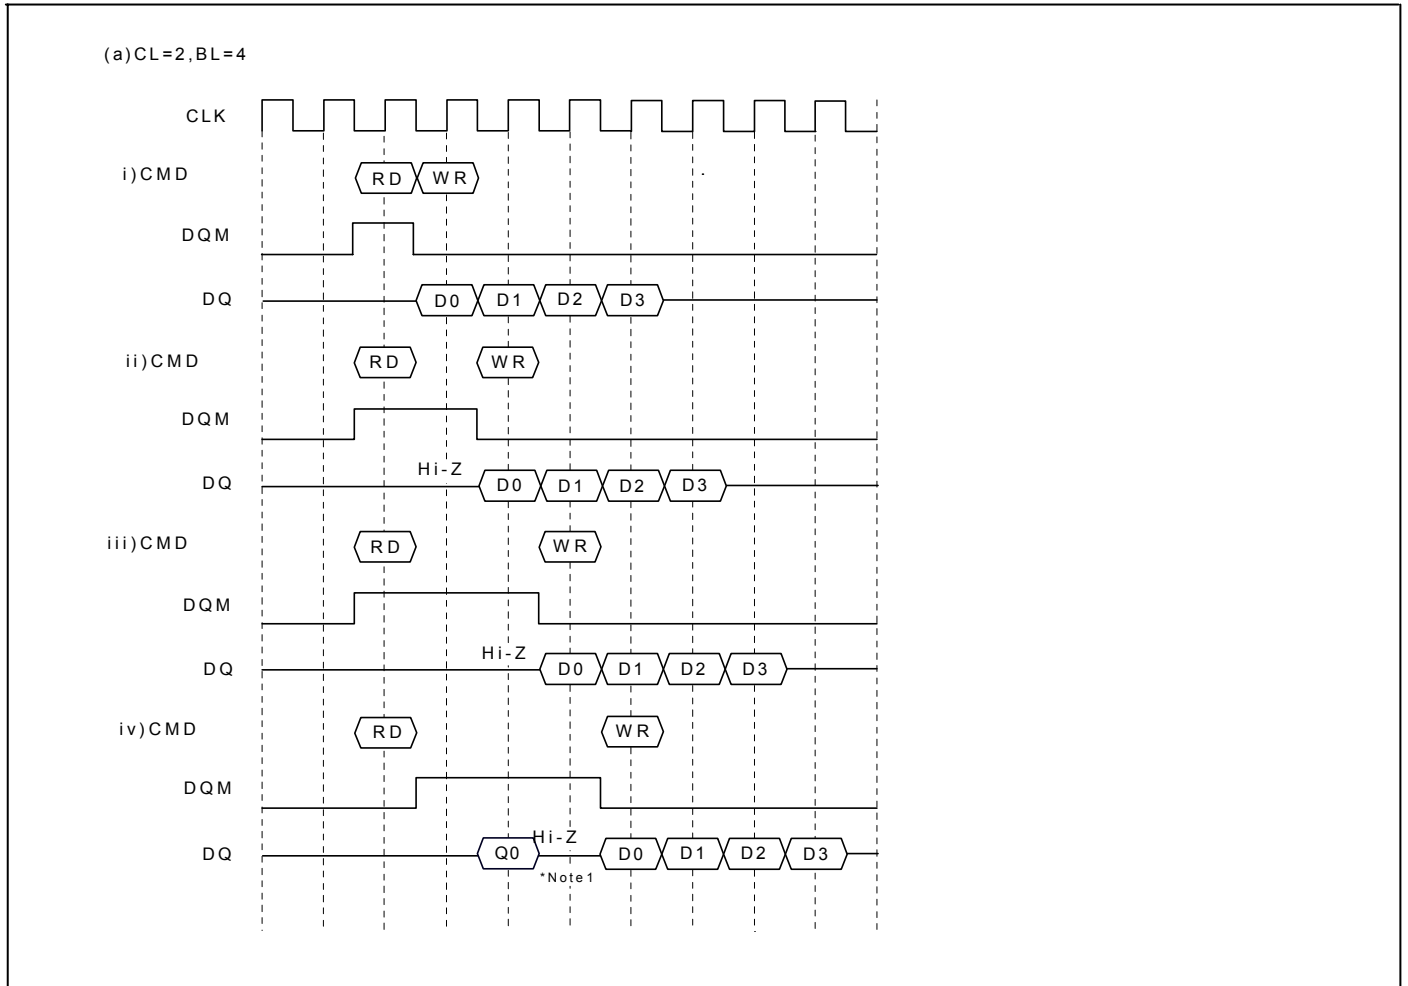 (a)CL=2,BL=4
CLK
i)CMD RD WR
DQM
DQ D0 D1 D2 D3
ii)CMD RD WR
DQM
Hi-Z
DQ D0 D1 D2 D3
iii)CMD RD WR
DQM
Hi-Z
DQ D0 D1 D2 D3
iv)CMD RD WR
DQM
Hi-Z
DQ Q0 D0 D1 D2 D3
*Note1